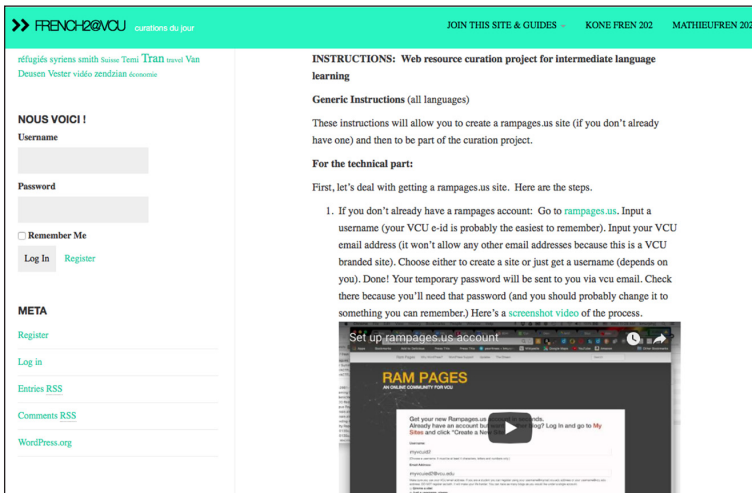 FRENCH2@VCU curations du jour
JOIN THIS SITE & GUIDES KONE FREN 202 MATHIEUFREN 202
réfugiés syriens smith Suisse Temi Tran travel Van
Deusen Vester vidéo zendzian économie
NOUS VOICI !
Username
Password
Remember Me
Log In Register
META
Register
Log in
Entries RSS
Comments RSS
WordPress.org
INSTRUCTIONS: Web resource curation project for intermediate language
learning
Generic Instructions (all languages)
These instructions will allow you to create a rampages.us site (if you don't already
have one) and then to be part of the curation project.
For the technical part:
First, let's deal with getting a rampages.us site. Here are the steps.
1. If you don't already have a rampages account: Go to rampages.us. Input a
username (your VCU e-id is probably the easiest to remember). Input your VCU
email address (it won't allow any other email addresses because this is a VCU
branded site). Choose either to create a site or just get a username (depends on
you). Done! Your temporary password will be sent to you via vcu email. Check
there because you'll need that password (and you should probably change it to
something you can remember.) Here's a screenshot video of the process.
Set up rampages.us account
RAM PAGES
AN ONLINE COMMUNITY FOR VCU
Get your new Rampages.us
Already have an account but blog? Log In and go to My
Sites and click "Create a New
Username
myvcueid?
Email Address